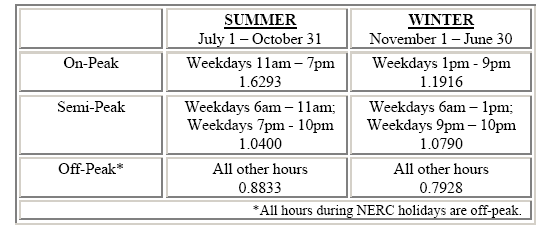 SUMMER
July 1 – October 31
WINTER
November 1 – June 30
On-Peak
Weekdays 11am – 7pm
1.6293
Weekdays 1pm - 9pm
1.1916
Semi-Peak
Weekdays 6am – 11am;
Weekdays 7pm - 10pm
1.0400
Weekdays 6am – 1pm;
Weekdays 9pm – 10pm
1.0790
Off-Peak*
All other hours
0.8833
All other hours
0.7928
*All hours during NERC holidays are off-peak.